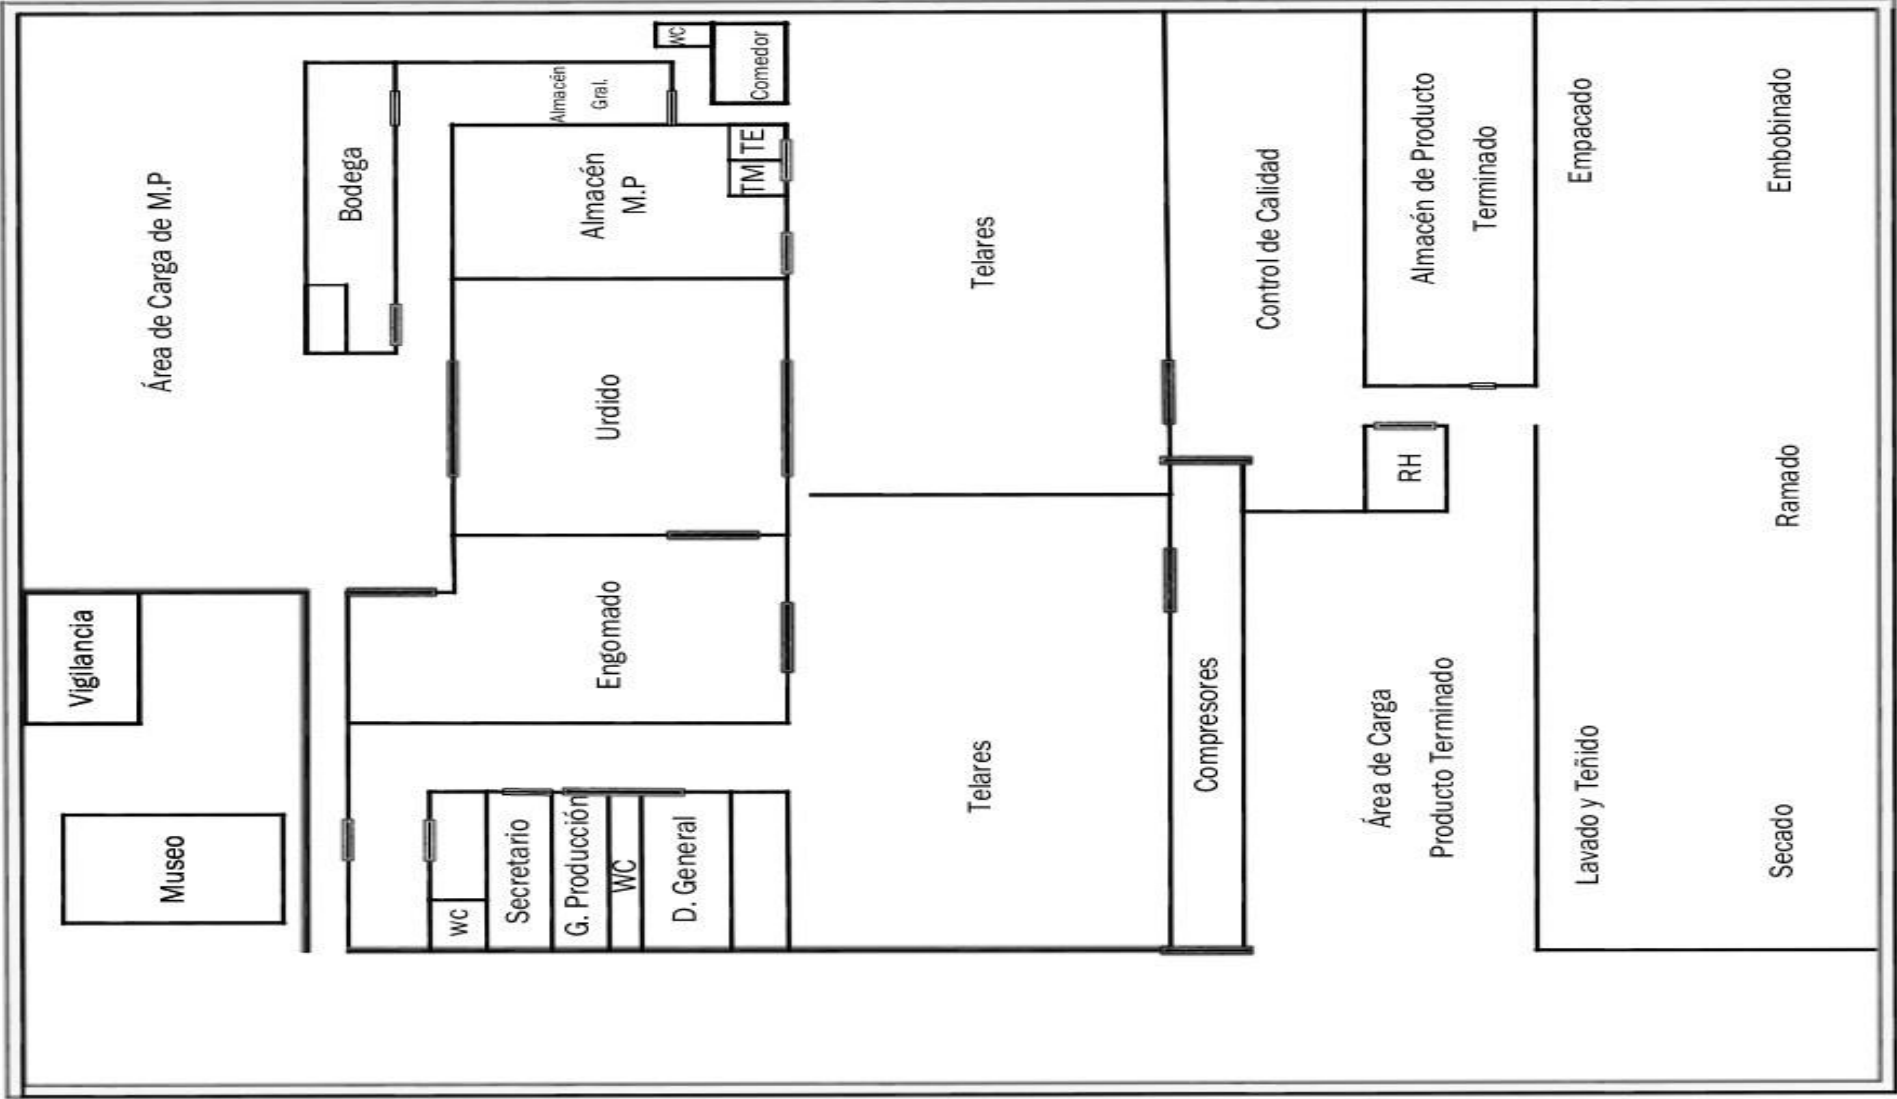 Área de Carga de M.P
Vigilancia
Museo
Bodega
Almacén
Gral.
WC
Comedor
Almacén
M.P
TM
TE
Urdido
Engomado
WC
Secretario
G. Producción
WC
D. General
Telares
Telares
Compresores
Control de Calidad
Almacén de Producto
Terminado
RH
Área de Carga
Producto Terminado
Empacado
Embobinado
Ramado
Lavado y Teñido
Secado